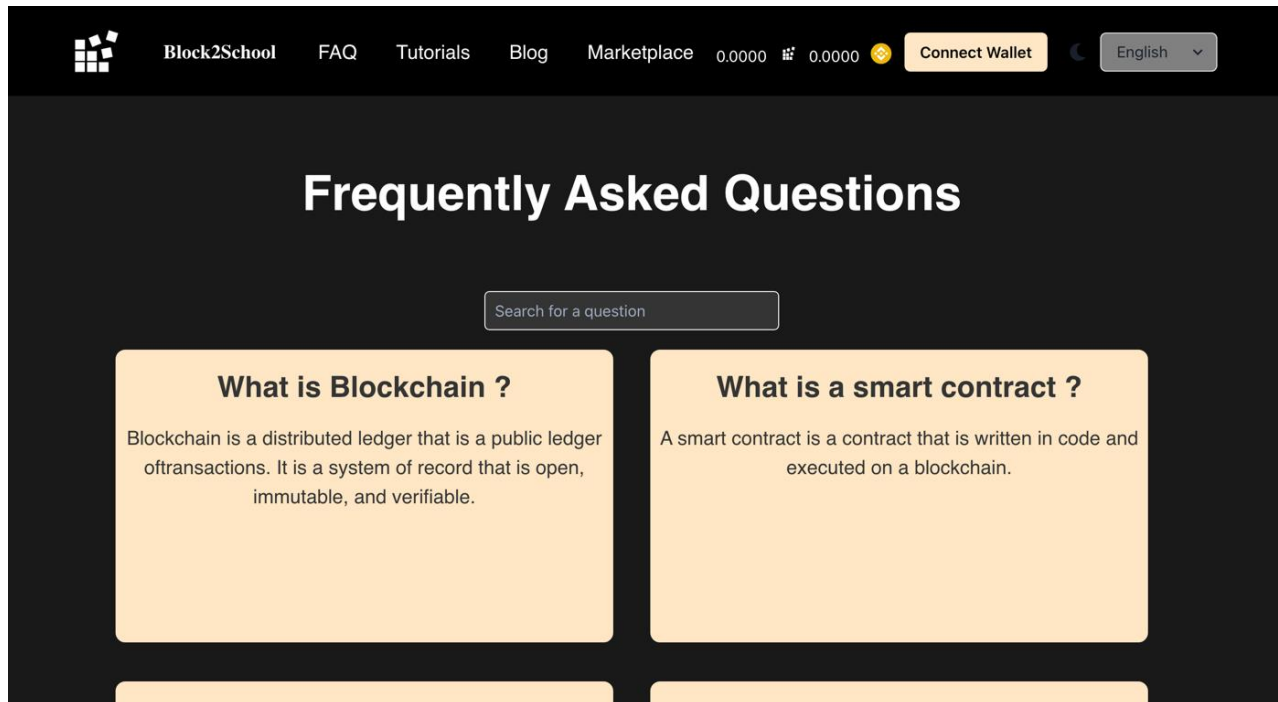 Block2School FAQ Tutorials Blog Marketplace 0.0000 0.0000 Connect Wallet English
Frequently Asked Questions
Search for a question
What is Blockchain ?
Blockchain is a distributed ledger that is a public ledger
oftransactions. It is a system of record that is open,
immutable, and verifiable.
What is a smart contract ?
A smart contract is a contract that is written in code and
executed on a blockchain.